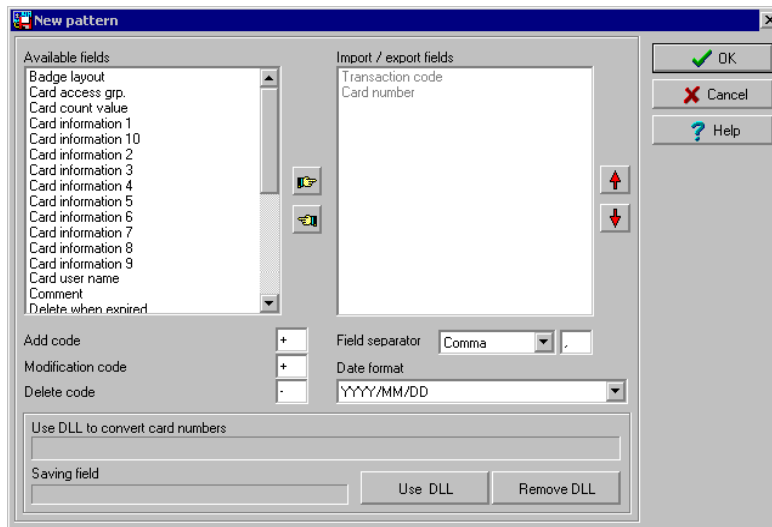 New pattern
Available fields
Badge layout
Card access grp.
Card count value
Card information 1
Card information 10
Card information 2
Card information 3
Card information 4
Card information 5
Card information 6
Card information 7
Card information 8
Card information 9
Card user name
Comment
Delete when expired
Import / export fields
Transaction code
Card number
OK
Cancel
? Help
Add code +
Modification code +
Delete code -
Field separator Comma ,
Date format
YYYY/MM/DD
Use DLL to convert card numbers
Saving field
Use DLL
Remove DLL